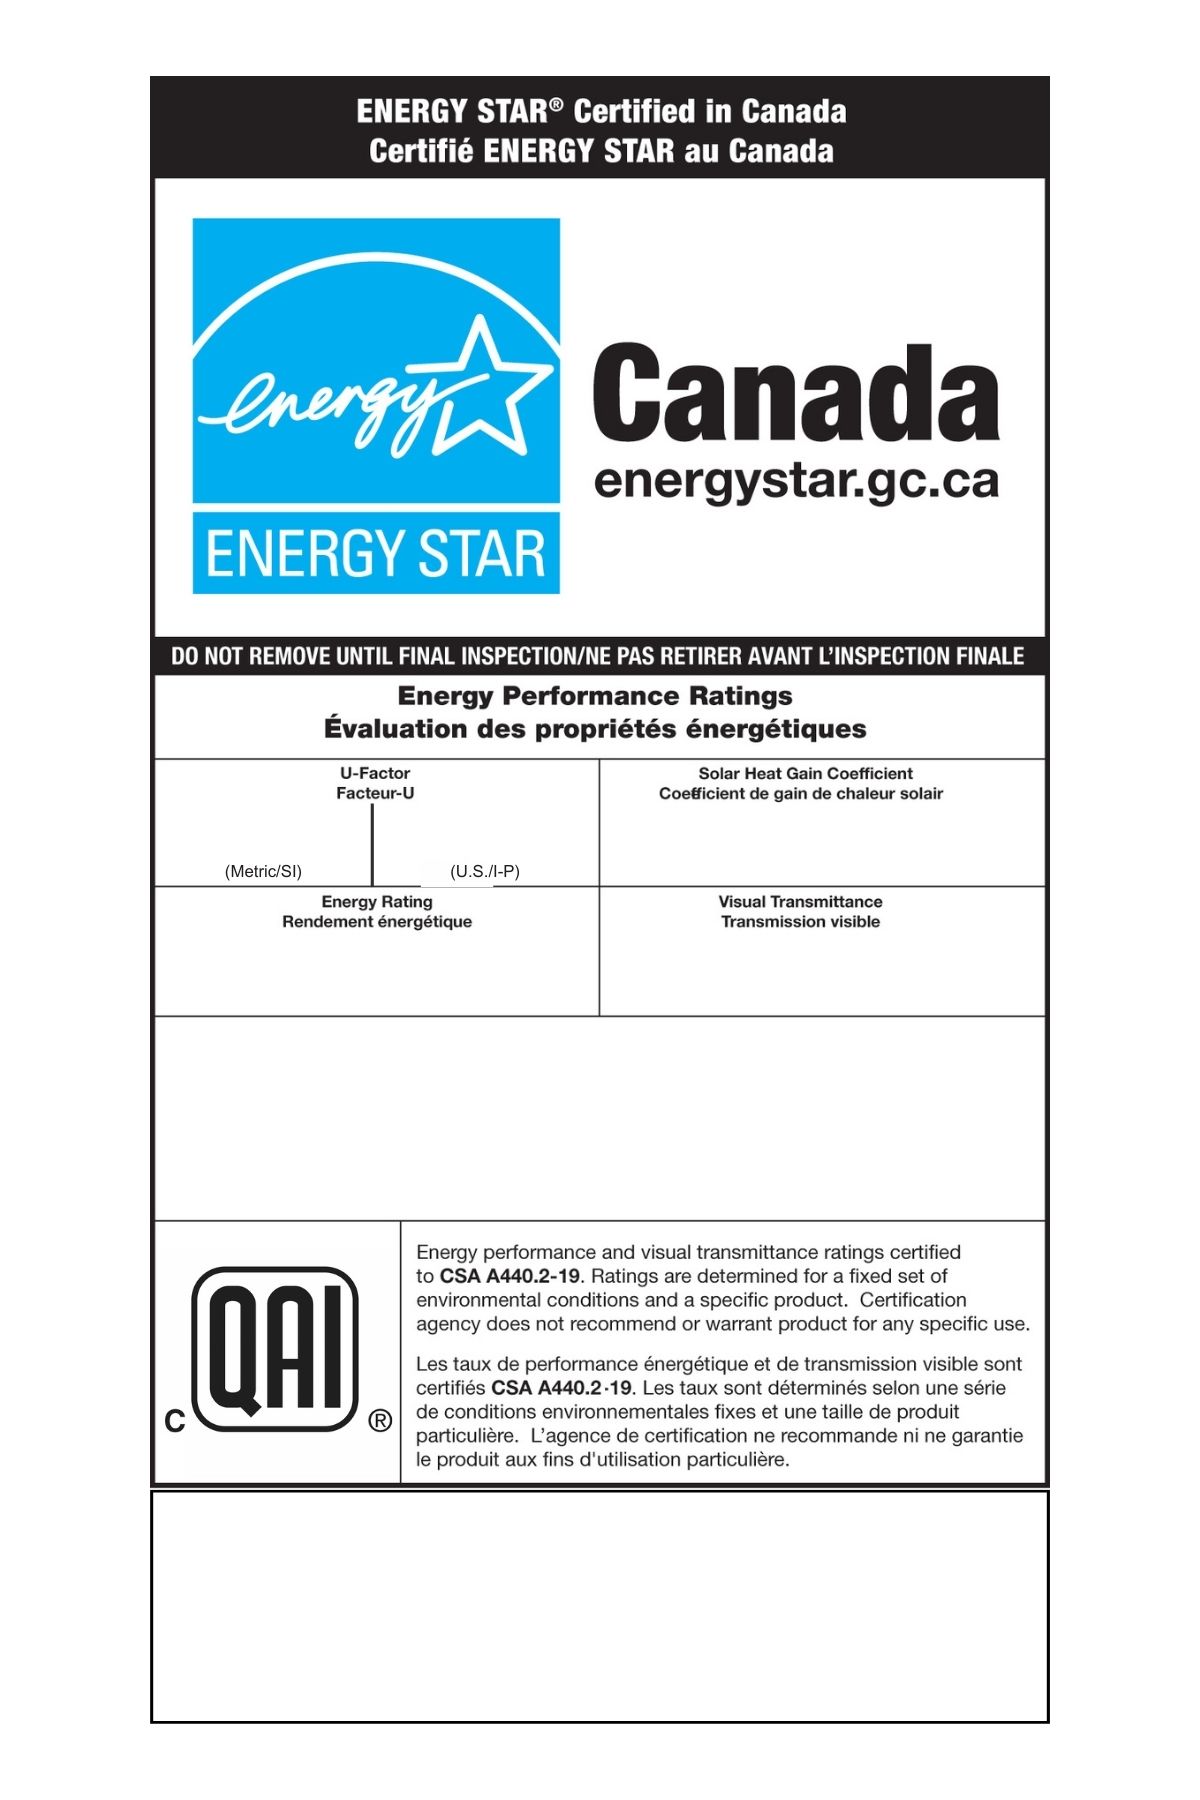 ENERGY STAR® Certified in Canada
Certifié ENERGY STAR au Canada
energy
ENERGY STAR
Canada
energystar.gc.ca
DO NOT REMOVE UNTIL FINAL INSPECTION/NE PAS RETIRER AVANT L'INSPECTION FINALE
Energy Performance Ratings
Évaluation des propriétés énergétiques
U-Factor
Facteur-U
(Metric/SI)
(U.S./I-P)
Solar Heat Gain Coefficient
Coefficient de gain de chaleur solair
Energy Rating
Rendement énergétique
Visual Transmittance
Transmission visible
C QAI ®
Energy performance and visual transmittance ratings certified
to CSA A440.2-19. Ratings are determined for a fixed set of
environmental conditions and a specific product. Certification
agency does not recommend or warrant product for any specific use.
Les taux de performance énergétique et de transmission visible sont
certifiés CSA A440.2-19. Les taux sont déterminés selon une série
de conditions environnementales fixes et une taille de produit
particulière. L'agence de certification ne recommande ni ne garantie
le produit aux fins d'utilisation particulière.